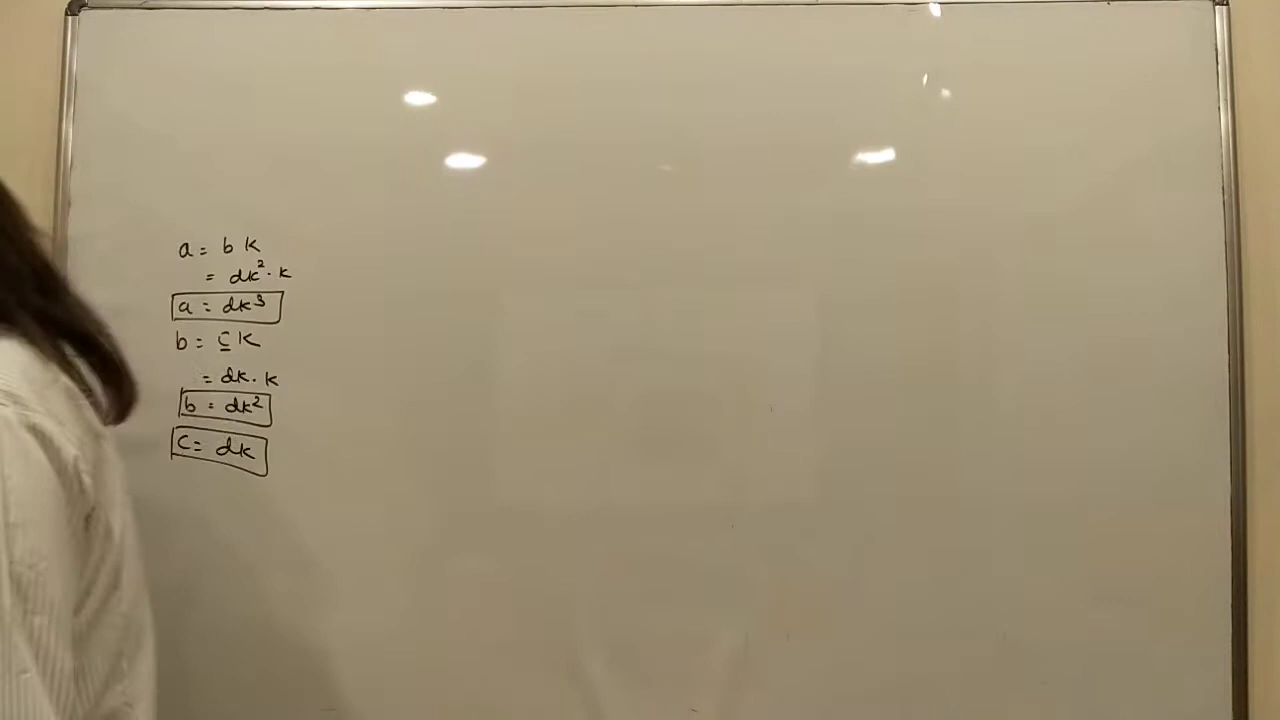 a = b k
= dk². k
a = dk³
b = c k
= dk. k
b = dk²
c = dk